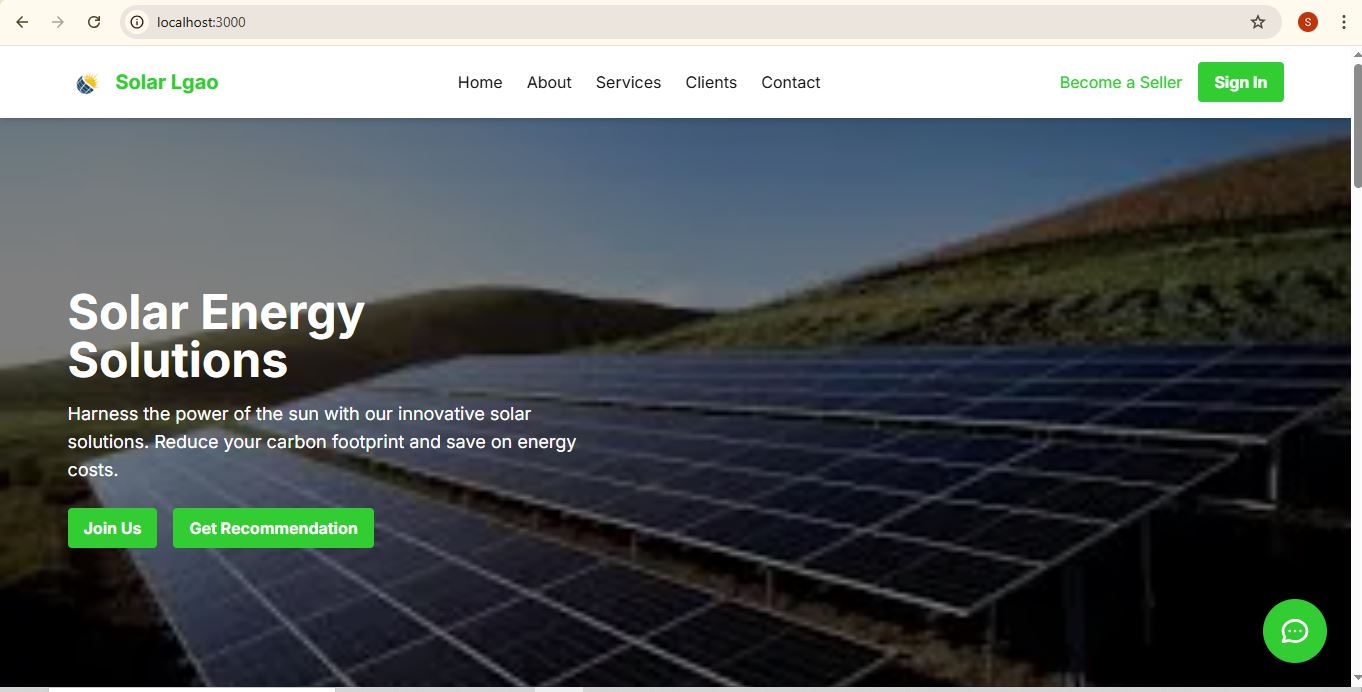 localhost:3000
S
Solar Lgao
Home About Services Clients Contact
Become a Seller
Sign In
Solar Energy
Solutions
Harness the power of the sun with our innovative solar
solutions. Reduce your carbon footprint and save on energy
costs.
Join Us
Get Recommendation